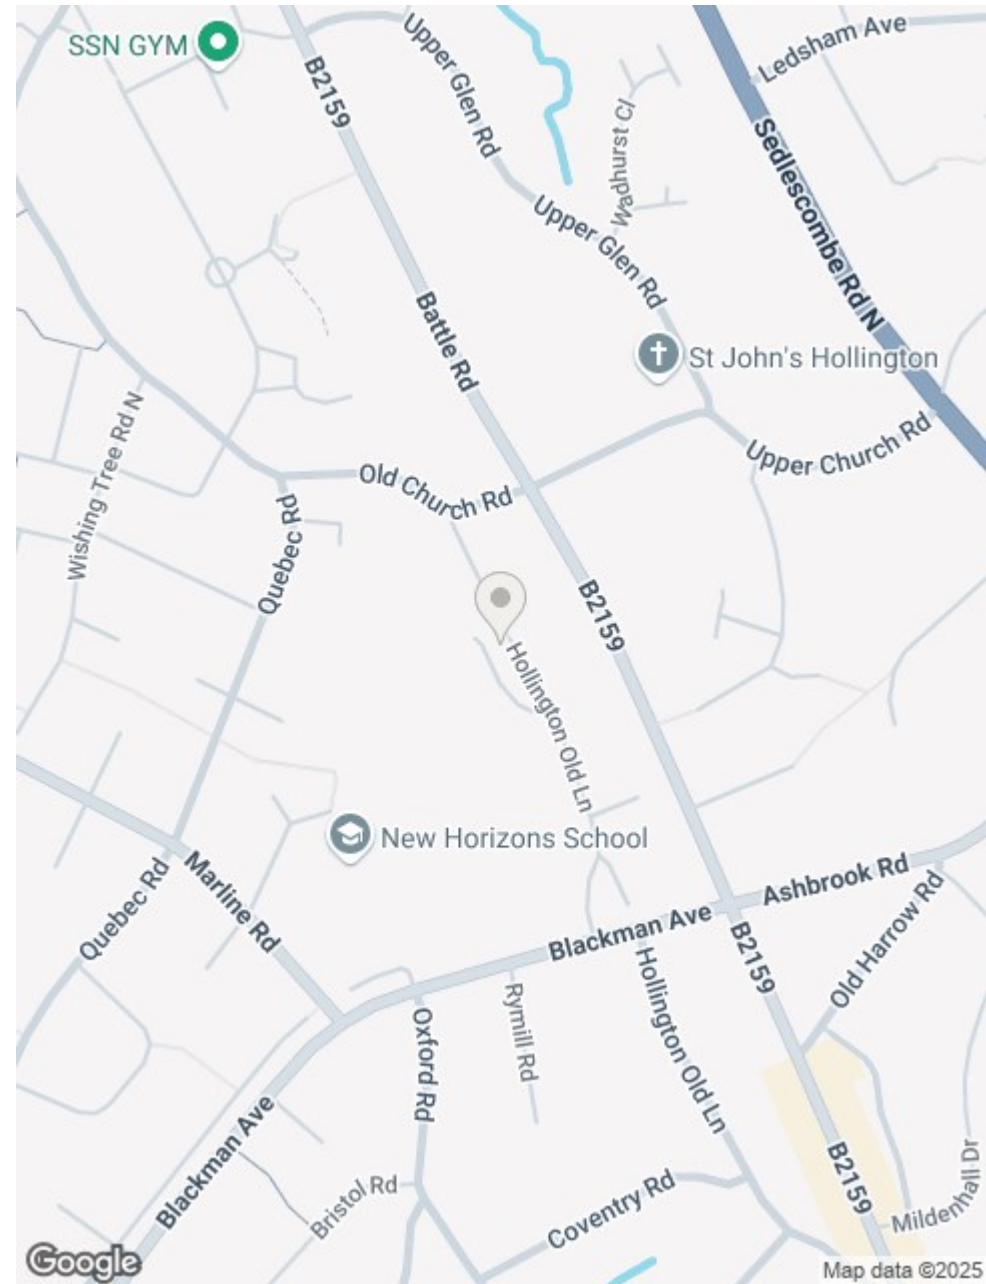 SSN GYM
Upper Glen Rd
Ledsham Ave
B2159
Wadhurst Cl
Sedlescombe Rd N
Upper Glen Rd
Battle Rd
St John's Hollington
Wishing Tree Rd N
Upper Church Rd
Old Church Rd
Quebec Rd
B2159
Hollington Old Ln
New Horizons School
Ashbrook Rd
Marline Rd
Quebec Rd
Blackman Ave
Old Harrow Rd
B2159
Hollington Old Ln
Rymill Rd
Oxford Rd
Blackman Ave
Bristol Rd
Coventry Rd
B2159
Mildenhall Dr
Google
Map data ©2025